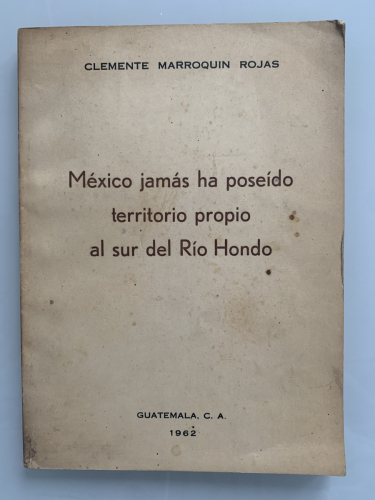 CLEMENTE MARROQUIN ROJAS
México jamás ha poseído
territorio propio
al sur del Río Hondo
GUATEMALA, C. A.
1962